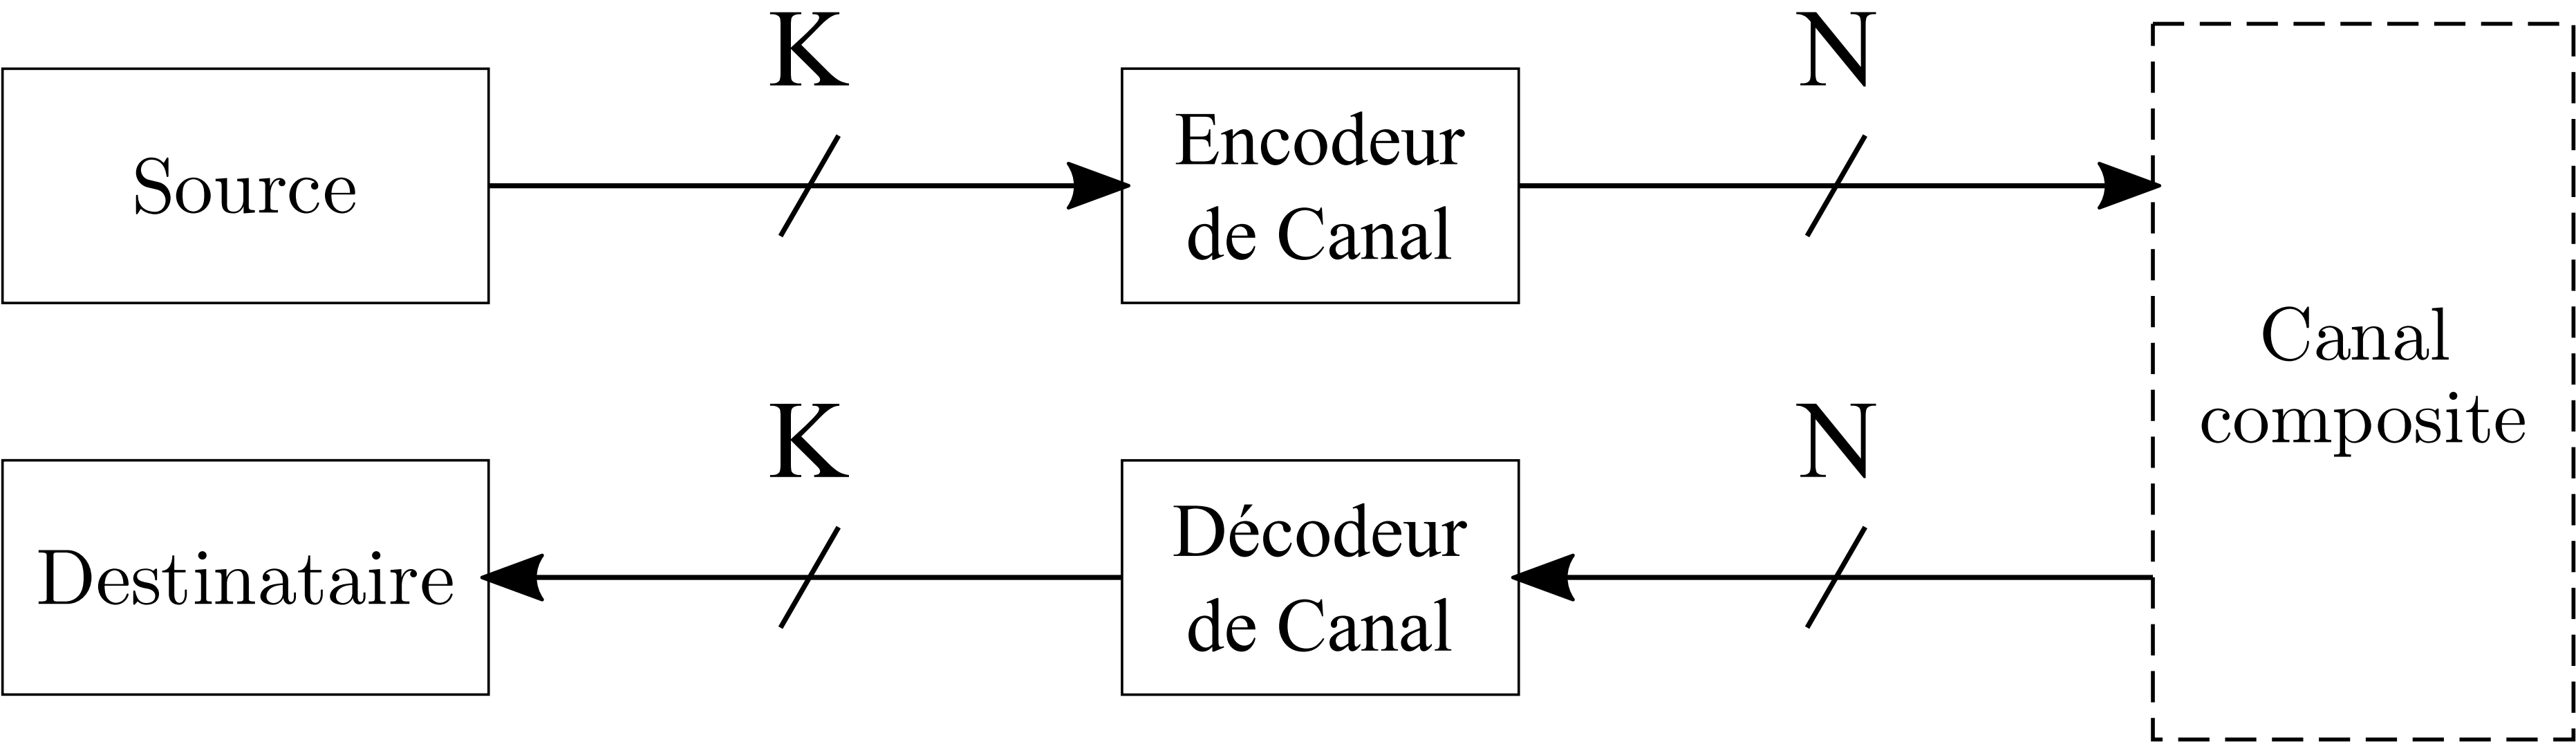 K
N
Source
Encodeur
de Canal
Canal
composite
K
N
Destinataire
Décodeur
de Canal